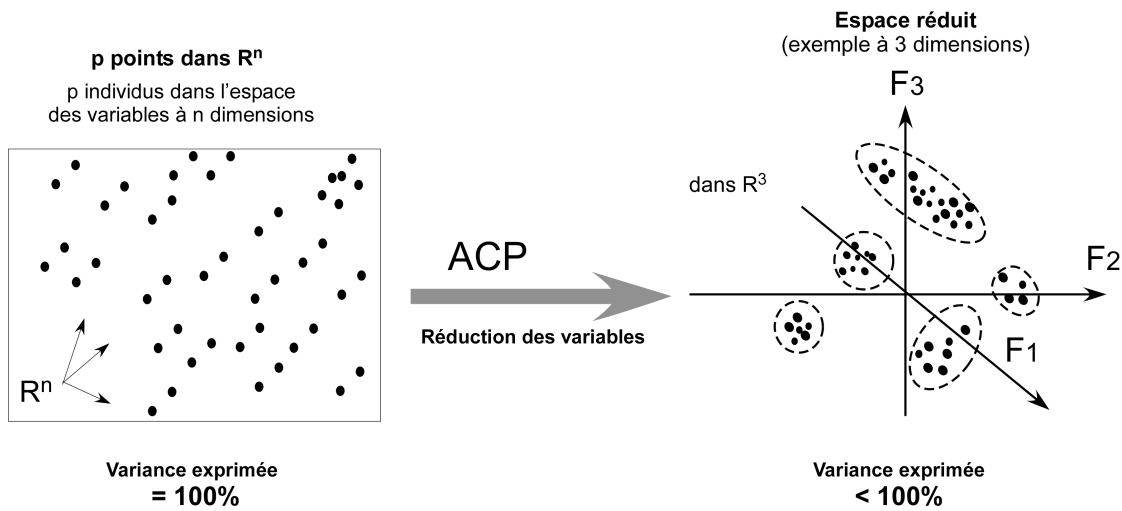 p points dans Rⁿ
p individus dans l'espace
des variables à n dimensions
Rⁿ
Variance exprimée
= 100%
ACP
Réduction des variables
Espace réduit
(exemple à 3 dimensions)
F3
dans R³
F2
F1
Variance exprimée
< 100%